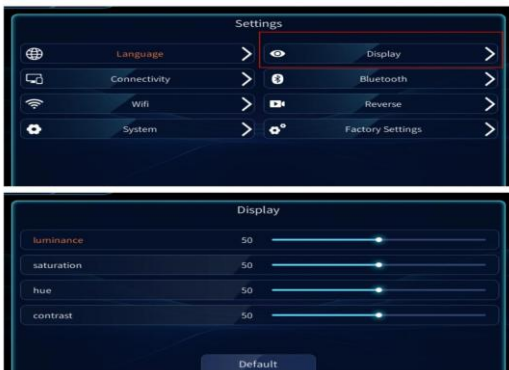 Settings
Language Display
Connectivity Bluetooth
Wifi Reverse
System Factory Settings
Display
luminance 50
saturation 50
hue 50
contrast 50
Default